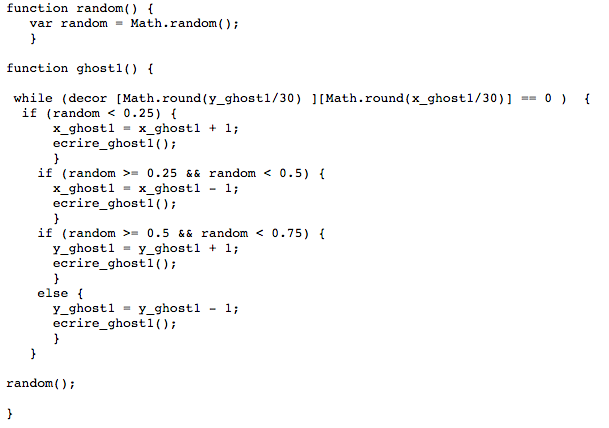 function random() {
   var random = Math.random();
   }

function ghost1() {

 while (decor [Math.round(y_ghost1/30) ][Math.round(x_ghost1/30)] == 0 )  {
  if (random < 0.25) {
      x_ghost1 = x_ghost1 + 1;
      ecrire_ghost1();
      }
    if (random >= 0.25 && random < 0.5) {
      x_ghost1 = x_ghost1 - 1;
      ecrire_ghost1();
      }
    if (random >= 0.5 && random < 0.75) {
      y_ghost1 = y_ghost1 + 1;
      ecrire_ghost1();
      }
    else {
      y_ghost1 = y_ghost1 - 1;
      ecrire_ghost1();
      }
   }

random();

}